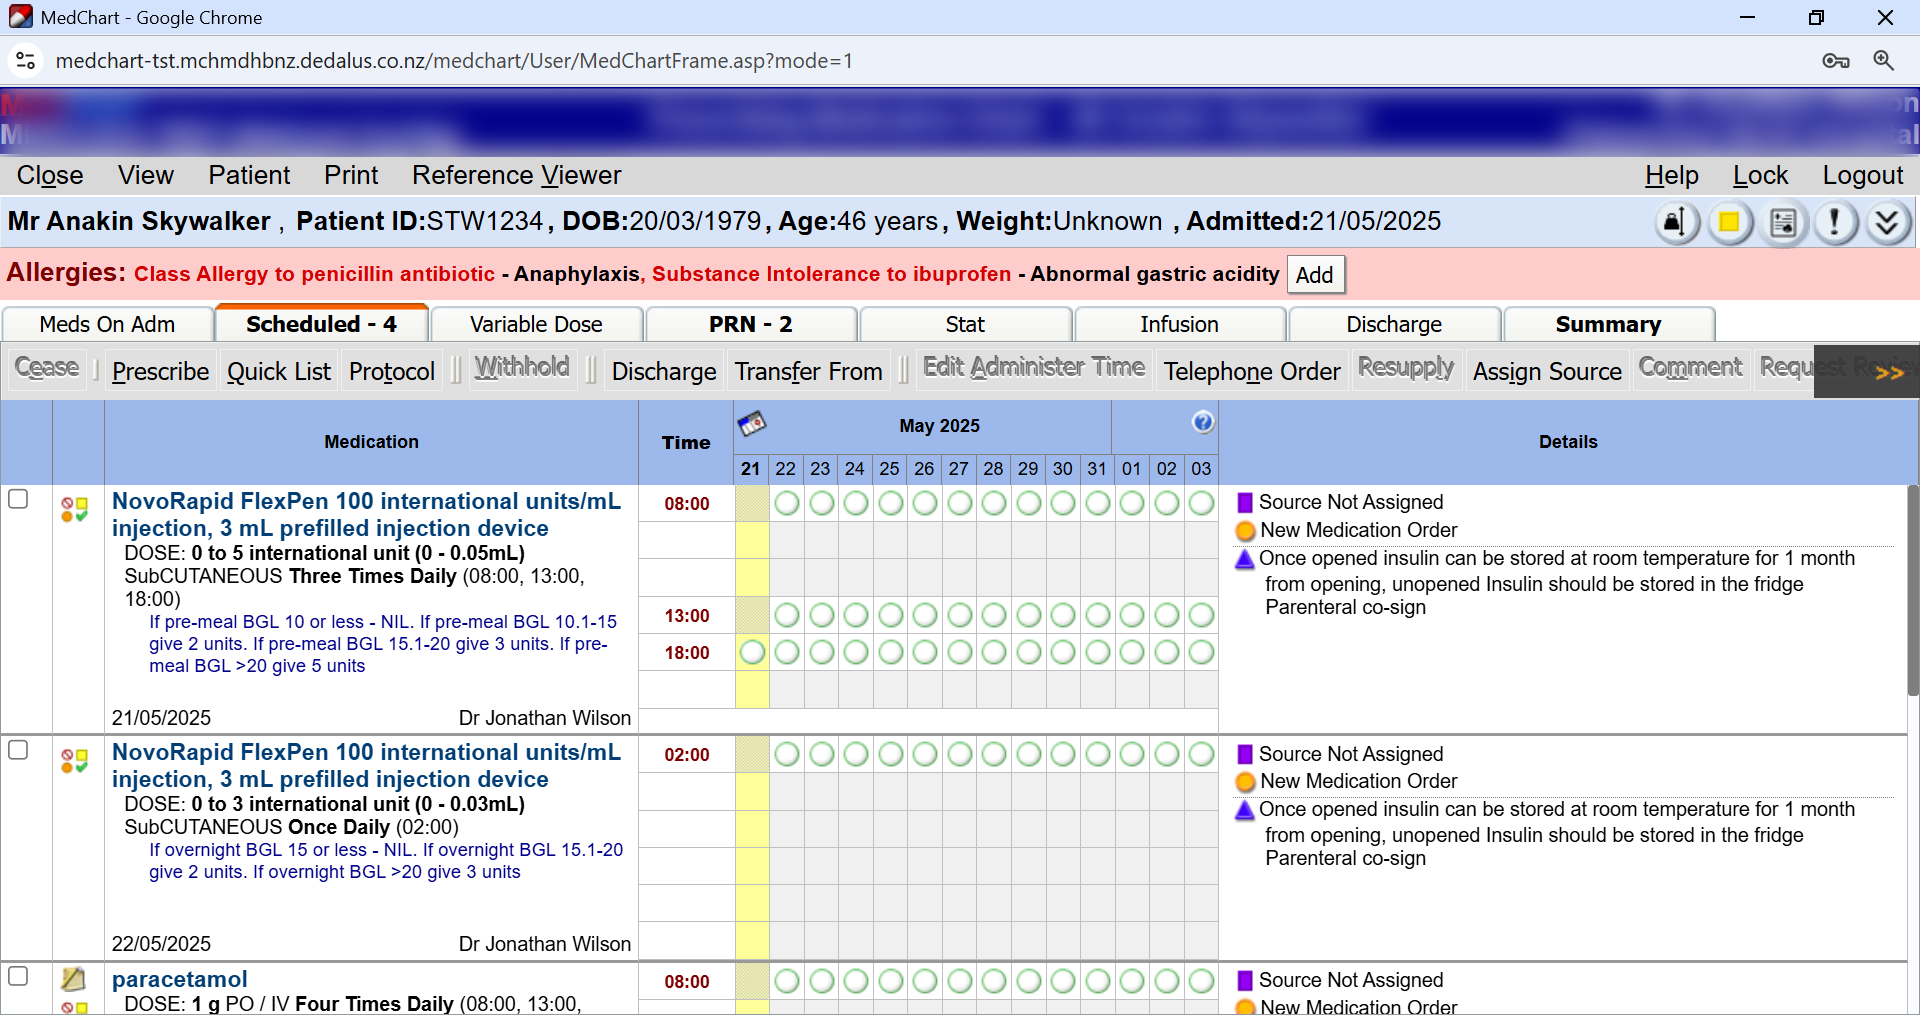 MedChart - Google Chrome
medchart-tst.mchmdhbnz.dedalus.co.nz/medchart/User/MedChartFrame.asp?mode=1
Close View Patient Print Reference Viewer Help Lock Logout
Mr Anakin Skywalker , Patient ID:STW1234, DOB:20/03/1979, Age:46 years, Weight:Unknown , Admitted:21/05/2025
Allergies: Class Allergy to penicillin antibiotic - Anaphylaxis, Substance Intolerance to ibuprofen - Abnormal gastric acidity Add
Meds On Adm Scheduled - 4 Variable Dose PRN - 2 Stat Infusion Discharge Summary
Cease Prescribe Quick List Protocol Withhold Discharge Transfer From Edit Administer Time Telephone Order Resupply Assign Source Comment Request >>
Medication Time May 2025 Details
21 22 23 24 25 26 27 28 29 30 31 01 02 03
NovoRapid FlexPen 100 international units/mL
injection, 3 mL prefilled injection device
DOSE: 0 to 5 international unit (0 - 0.05mL)
SubCUTANEOUS Three Times Daily (08:00, 13:00,
18:00)
If pre-meal BGL 10 or less - NIL. If pre-meal BGL 10.1-15
give 2 units. If pre-meal BGL 15.1-20 give 3 units. If pre-
meal BGL >20 give 5 units
21/05/2025 Dr Jonathan Wilson
08:00
13:00
18:00
Source Not Assigned
New Medication Order
Once opened insulin can be stored at room temperature for 1 month
from opening, unopened Insulin should be stored in the fridge
Parenteral co-sign
NovoRapid FlexPen 100 international units/mL
injection, 3 mL prefilled injection device
DOSE: 0 to 3 international unit (0 - 0.03mL)
SubCUTANEOUS Once Daily (02:00)
If overnight BGL 15 or less - NIL. If overnight BGL 15.1-20
give 2 units. If overnight BGL >20 give 3 units
22/05/2025 Dr Jonathan Wilson
02:00
Source Not Assigned
New Medication Order
Once opened insulin can be stored at room temperature for 1 month
from opening, unopened Insulin should be stored in the fridge
Parenteral co-sign
paracetamol
DOSE: 1 g PO / IV Four Times Daily (08:00, 13:00,
08:00
Source Not Assigned
New Medication Order